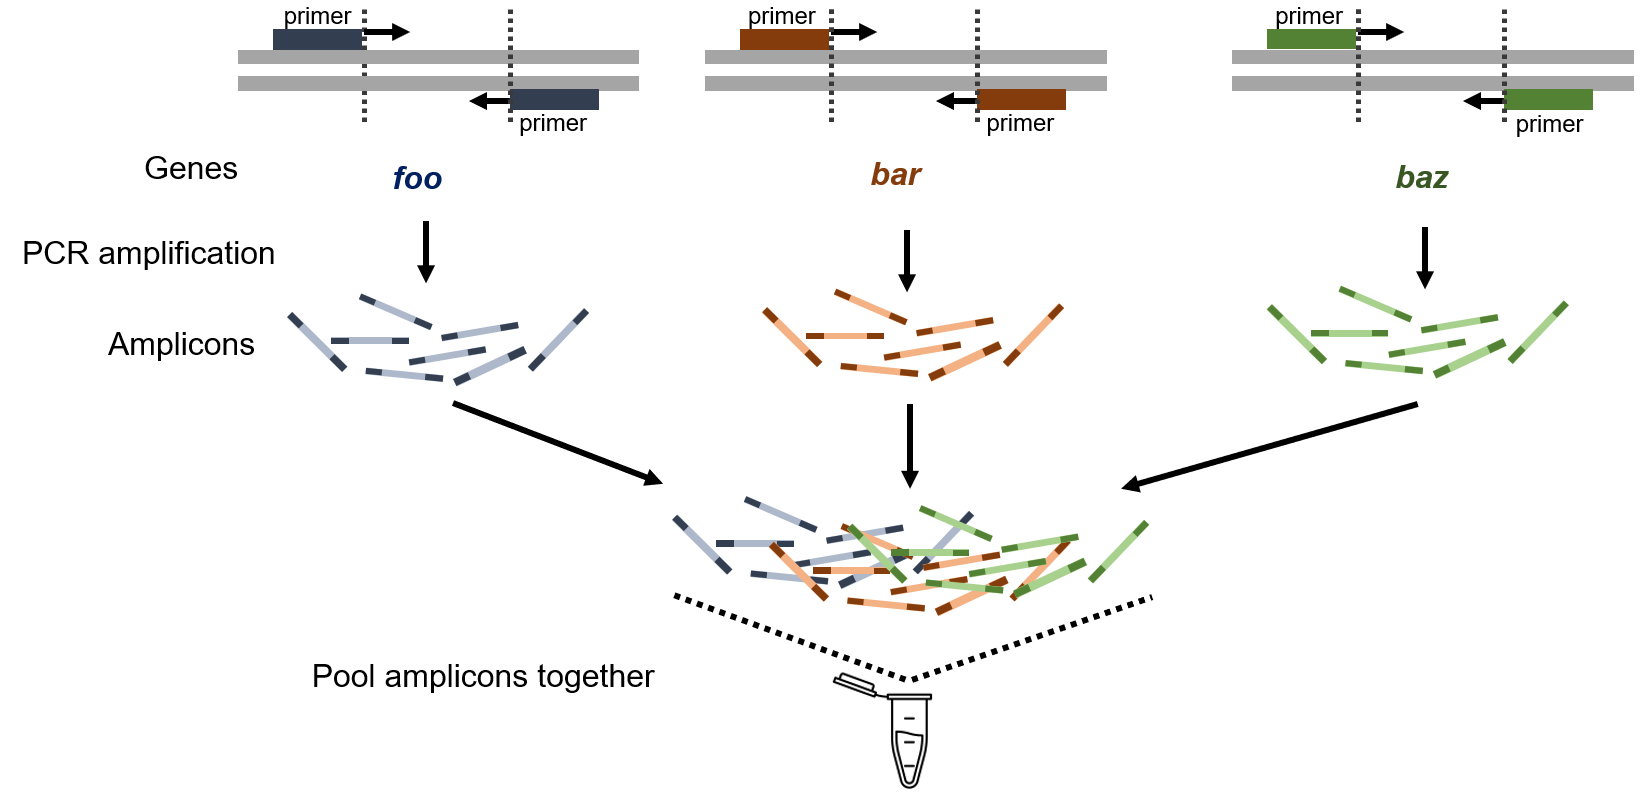 primer
primer
primer
primer
primer
primer
Genes
foo
bar
baz
PCR amplification
Amplicons
Pool amplicons together